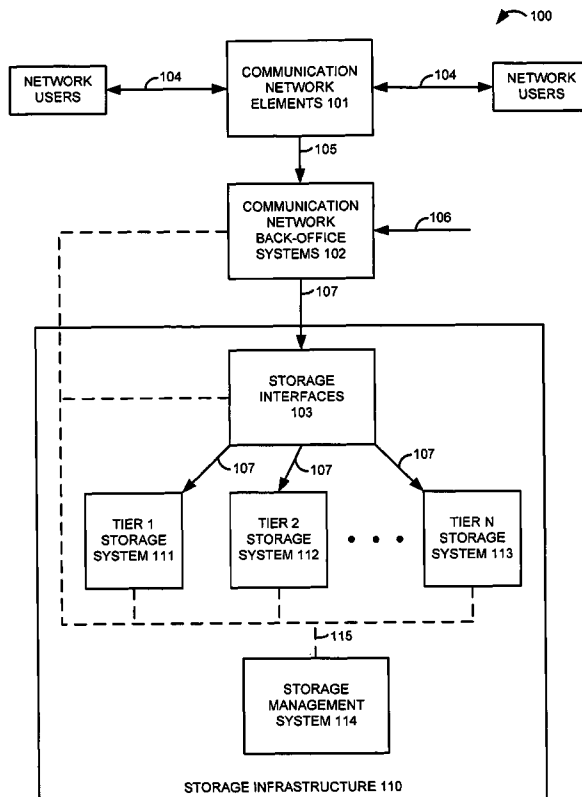 100
NETWORK
USERS
104
COMMUNICATION
NETWORK
ELEMENTS 101
104
NETWORK
USERS
105
COMMUNICATION
NETWORK
BACK-OFFICE
SYSTEMS 102
106
107
STORAGE
INTERFACES
103
107
107
107
TIER 1
STORAGE
SYSTEM 111
TIER 2
STORAGE
SYSTEM 112
TIER N
STORAGE
SYSTEM 113
115
STORAGE
MANAGEMENT
SYSTEM 114
STORAGE INFRASTRUCTURE 110